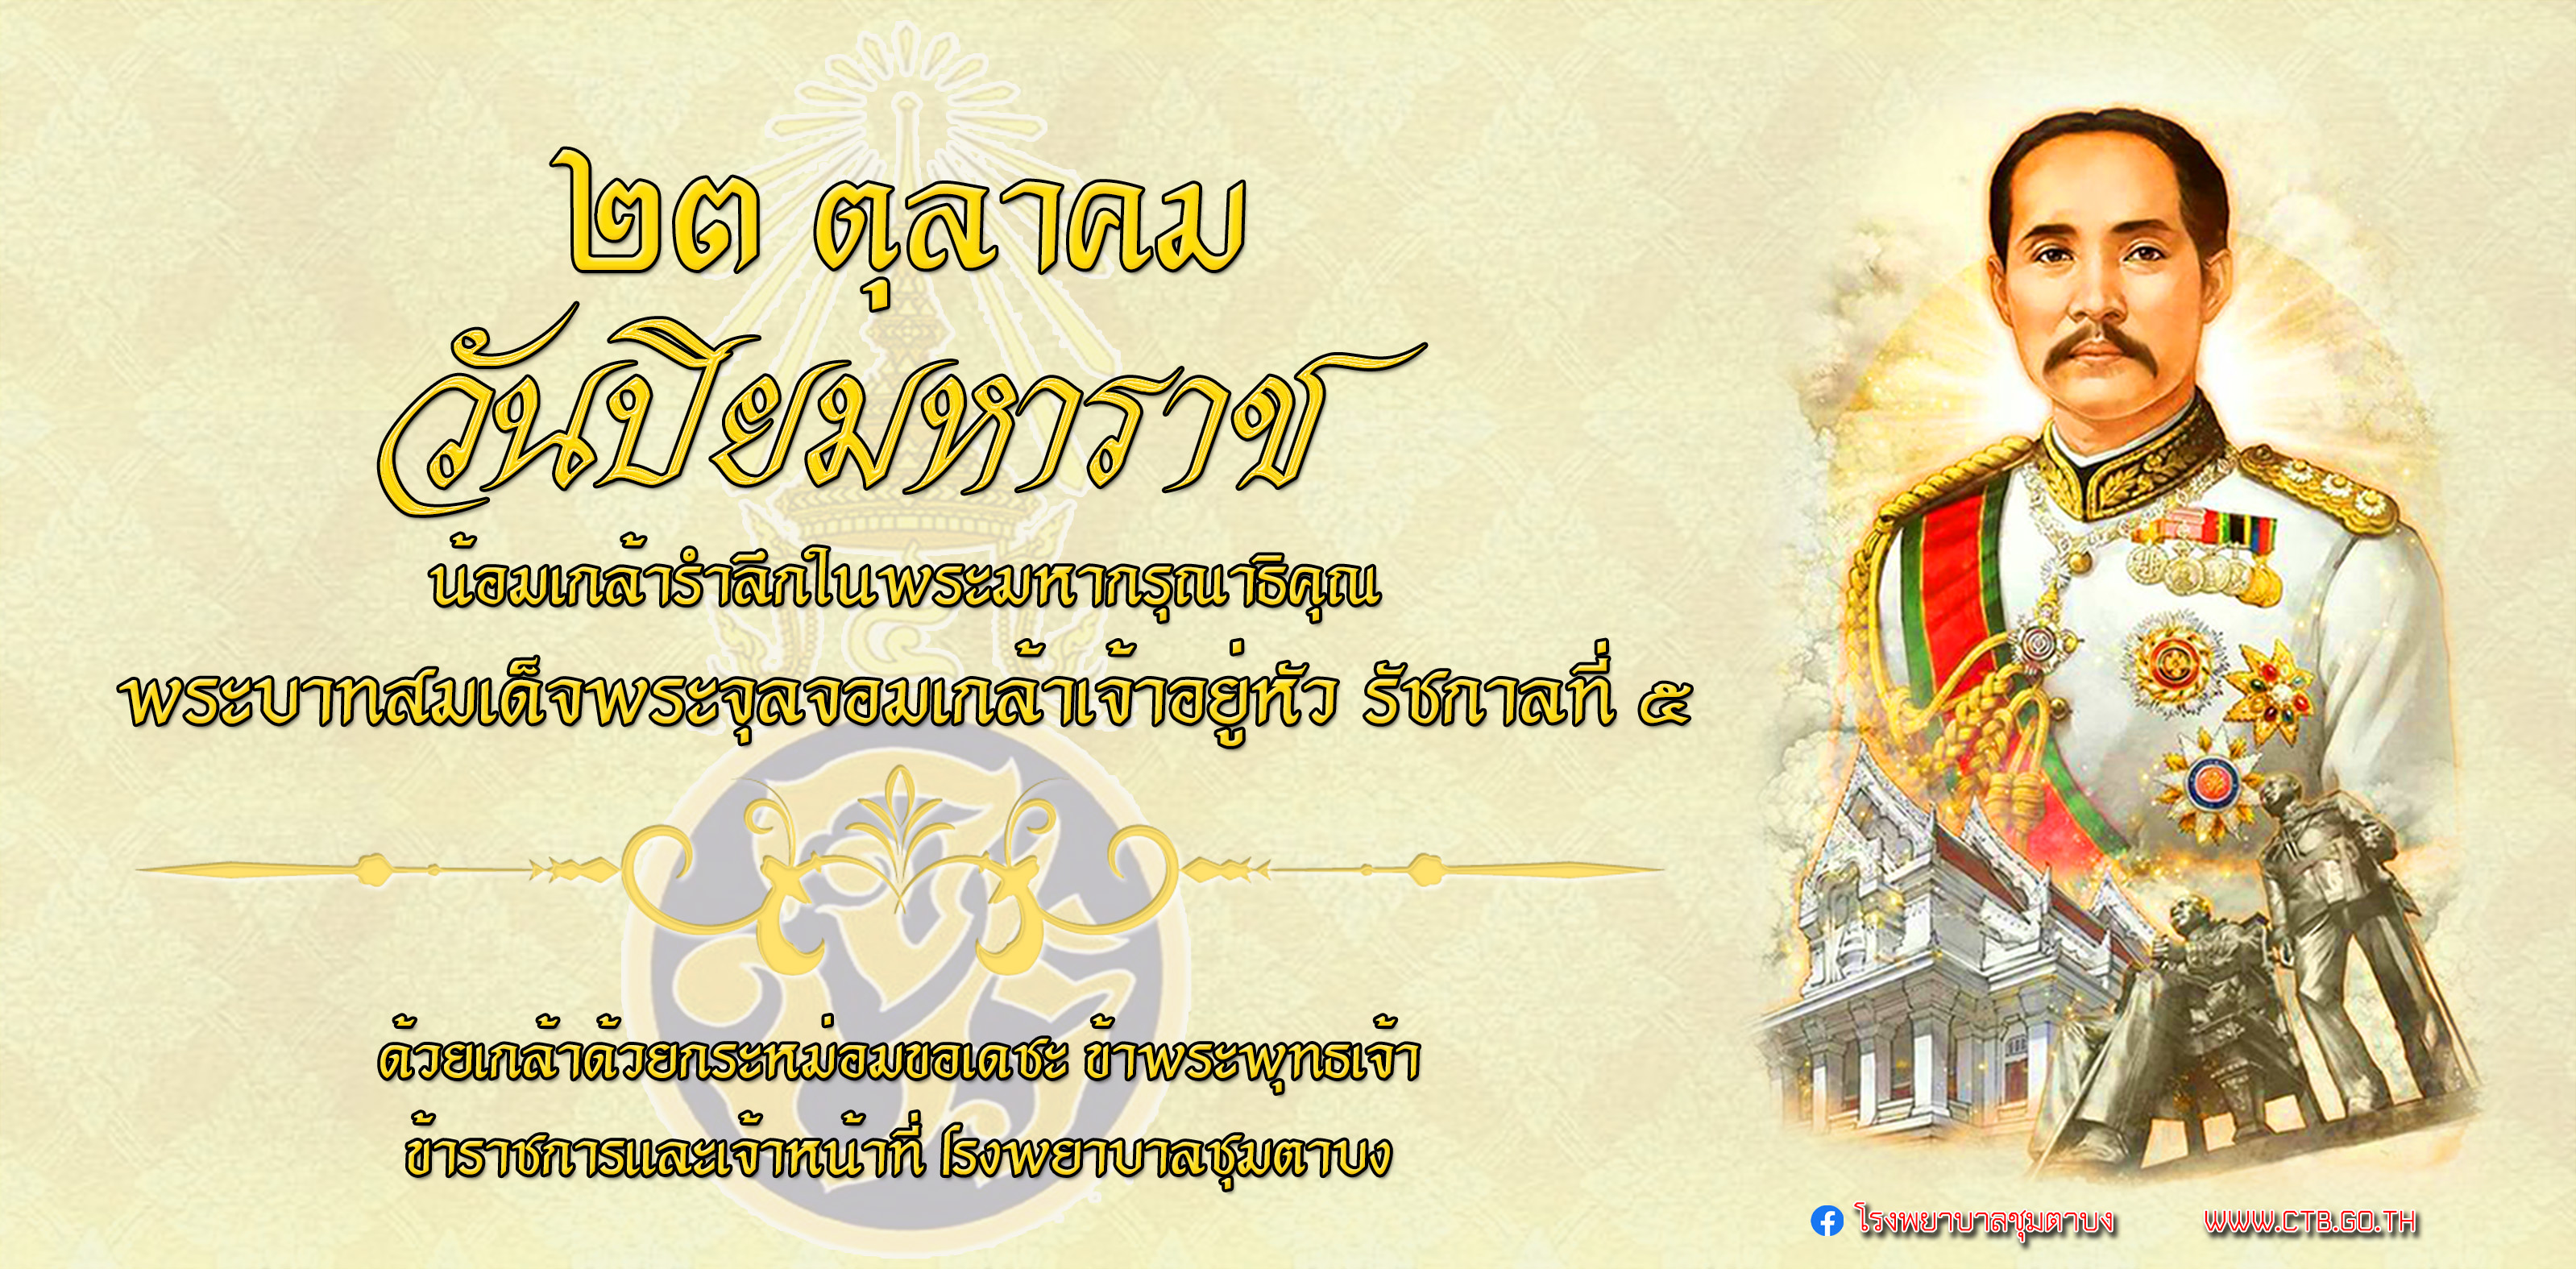 ๒๓ ตุลาคม
วันปิยมหาราช
น้อมเกล้ารำลึกในพระมหากรุณาธิคุณ
พระบาทสมเด็จพระจุลจอมเกล้าเจ้าอยู่หัว รัชกาลที่ ๕
ด้วยเกล้าด้วยกระหม่อมขอเดชะ ข้าพระพุทธเจ้า
ข้าราชการและเจ้าหน้าที่ โรงพยาบาลชุมตาบง
โรงพยาบาลชุมตาบง WWW.CTB.GO.TH